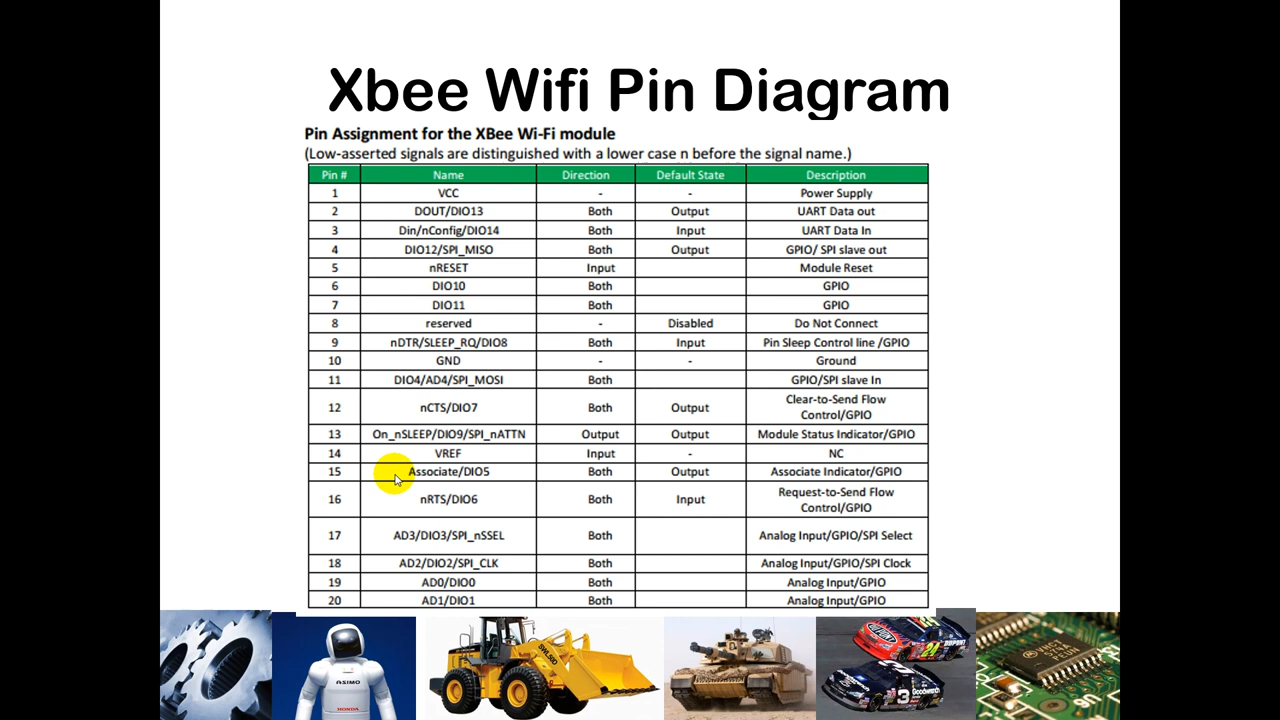 Xbee Wifi Pin Diagram
Pin Assignment for the XBee Wi-Fi module
(Low-asserted signals are distinguished with a lower case n before the signal name.)
Pin # Name Direction Default State Description
1 VCC - - Power Supply
2 DOUT/DIO13 Both Output UART Data out
3 Din/nConfig/DIO14 Both Input UART Data In
4 DIO12/SPI_MISO Both Output GPIO/ SPI slave out
5 nRESET Input Module Reset
6 DIO10 Both GPIO
7 DIO11 Both GPIO
8 reserved - Disabled Do Not Connect
9 nDTR/SLEEP_RQ/DIO8 Both Input Pin Sleep Control line /GPIO
10 GND - - Ground
11 DIO4/AD4/SPI_MOSI Both GPIO/SPI slave In
12 nCTS/DIO7 Both Output Clear-to-Send Flow
Control/GPIO
13 On_nSLEEP/DIO9/SPI_nATTN Output Output Module Status Indicator/GPIO
14 VREF Input - NC
15 Associate/DIO5 Both Output Associate Indicator/GPIO
16 nRTS/DIO6 Both Input Request-to-Send Flow
Control/GPIO
17 AD3/DIO3/SPI_nSSEL Both Analog Input/GPIO/SPI Select
18 AD2/DIO2/SPI_CLK Both Analog Input/GPIO/SPI Clock
19 AD0/DIO0 Both Analog Input/GPIO
20 AD1/DIO1 Both Analog Input/GPIO
ASIMO
HONDA
24
3